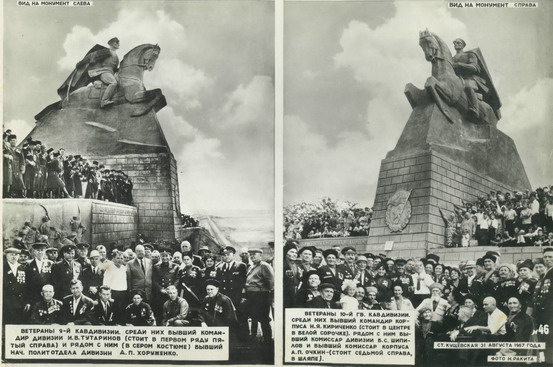 ВИД НА МОНУМЕНТ СЛЕВА
ВЕТЕРАНЫ 9-Й КАВДИВИЗИИ. СРЕДИ НИХ БЫВШИЙ КОМАН-
ДИР ДИВИЗИИ И.В.ТУТАРИНОВ (СТОИТ В ПЕРВОМ РЯДУ ПЯ-
ТЫЙ СПРАВА) И РЯДОМ С НИМ (В СЕРОМ КОСТЮМЕ) БЫВШИЙ
НАЧ. ПОЛИТОТДЕЛА ДИВИЗИИ А.П. ХОРУЖЕНКО.
ВИД НА МОНУМЕНТ СПРАВА
ВЕТЕРАНЫ 10-Й ГВ. КАВДИВИЗИИ.
СРЕДИ НИХ БЫВШИЙ КОМАНДИР КОР-
ПУСА Н.Я.КИРИЧЕНКО (СТОИТ В ЦЕНТРЕ
В БЕЛОЙ СОРОЧКЕ). РЯДОМ С НИМ БЫВ-
ШИЙ КОМИССАР ДИВИЗИИ Б.С. ШИПИ-
ЛОВ И БЫВШИЙ КОМИССАР КОРПУСА
А.П. ОЧКИН-(СТОИТ СЕДЬМОЙ СПРАВА,
В ШЛЯПЕ).
46
СТ. КУЩЕВСКАЯ 31 АВГУСТА 1967 ГОДА
ФОТО Н.РАКИТА